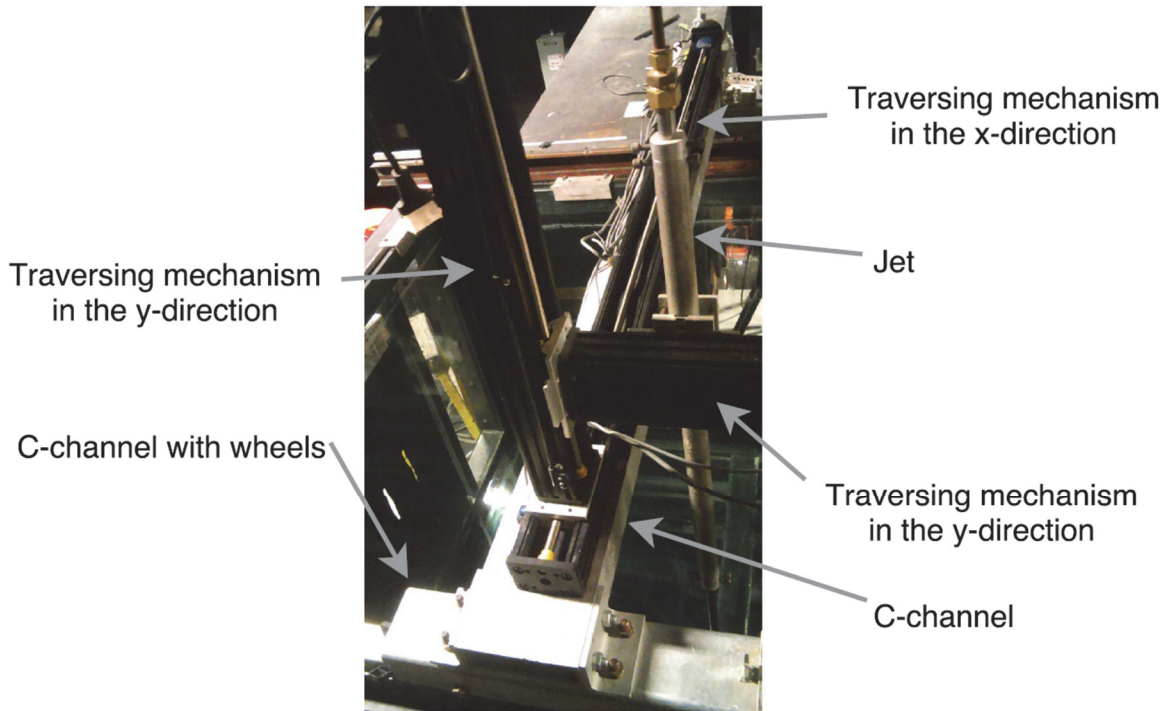 Traversing mechanism
in the x-direction
Jet
Traversing mechanism
in the y-direction
C-channel with wheels
Traversing mechanism
in the y-direction
C-channel